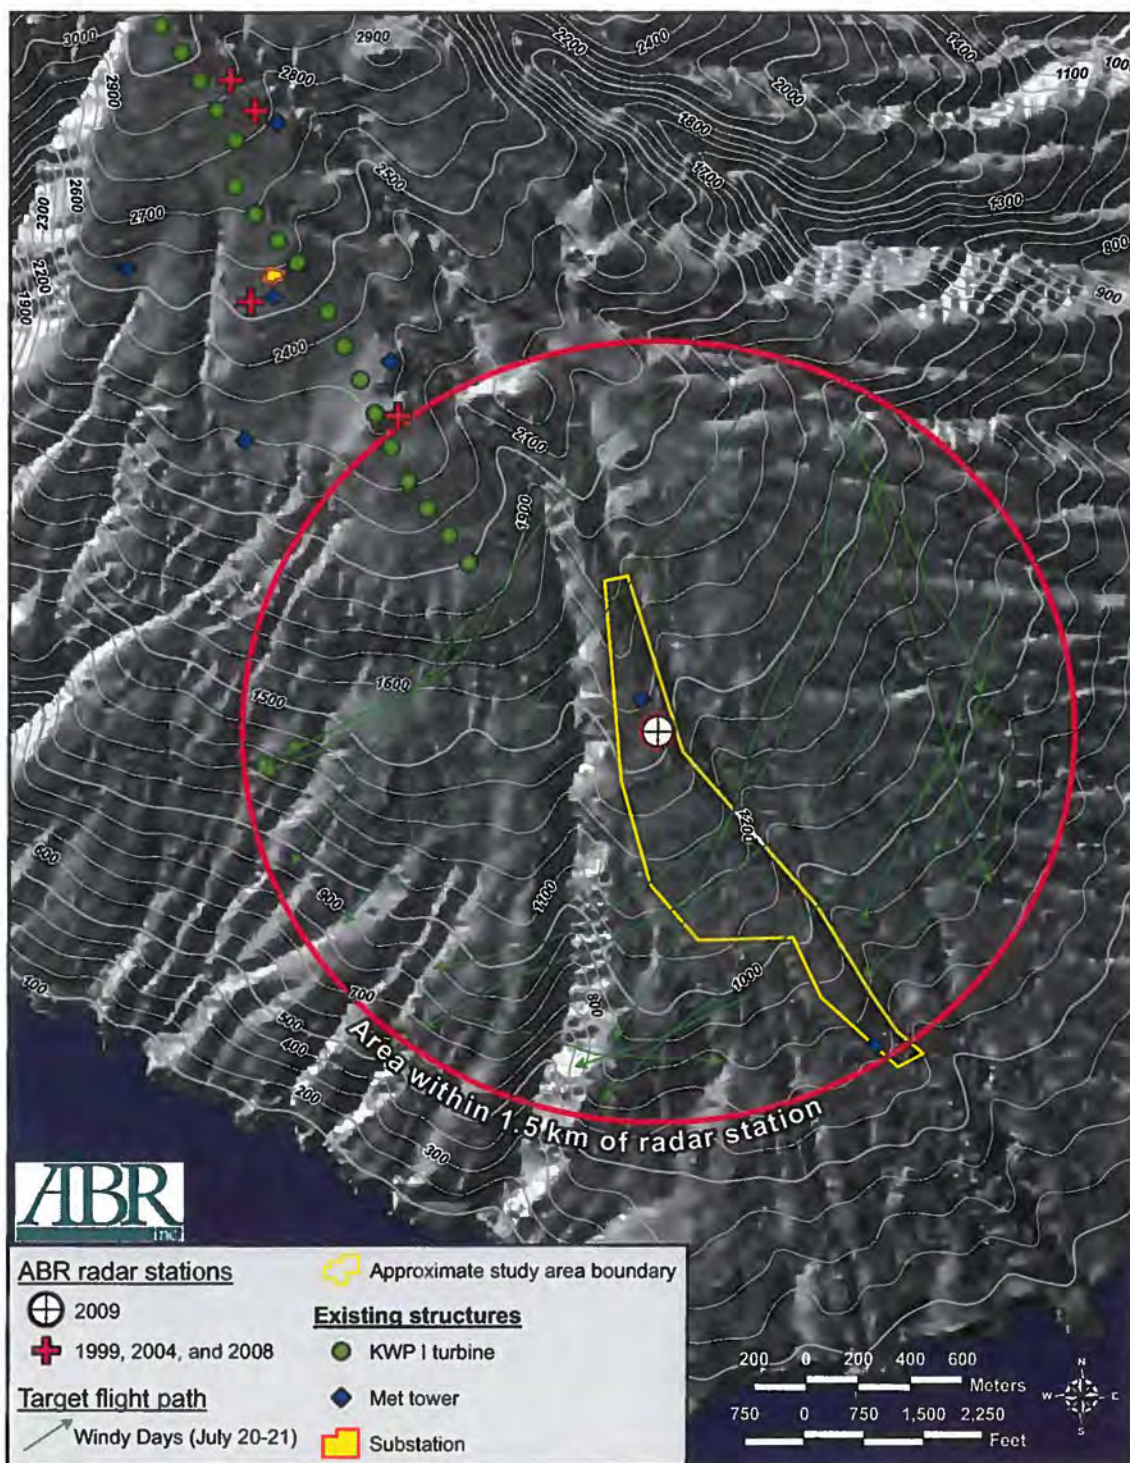 3000
2900
2200
2400
1400
1000
1100
2900
2800
2000
1800
2500
1700
2600
2300
2700
1300
800
2200
900
1900
2400
2100
1900
1600
1500
1200
600
900
1100
1000
100
700
800
500
400
200
300
Area within 1.5 km of radar station
ABR
inc.
ABR radar stations
2009
1999, 2004, and 2008
Target flight path
Windy Days (July 20-21)
Approximate study area boundary
Existing structures
KWP I turbine
Met tower
Substation
200 0 200 400 600
Meters
750 0 750 1,500 2,250
Feet
N
W E
S